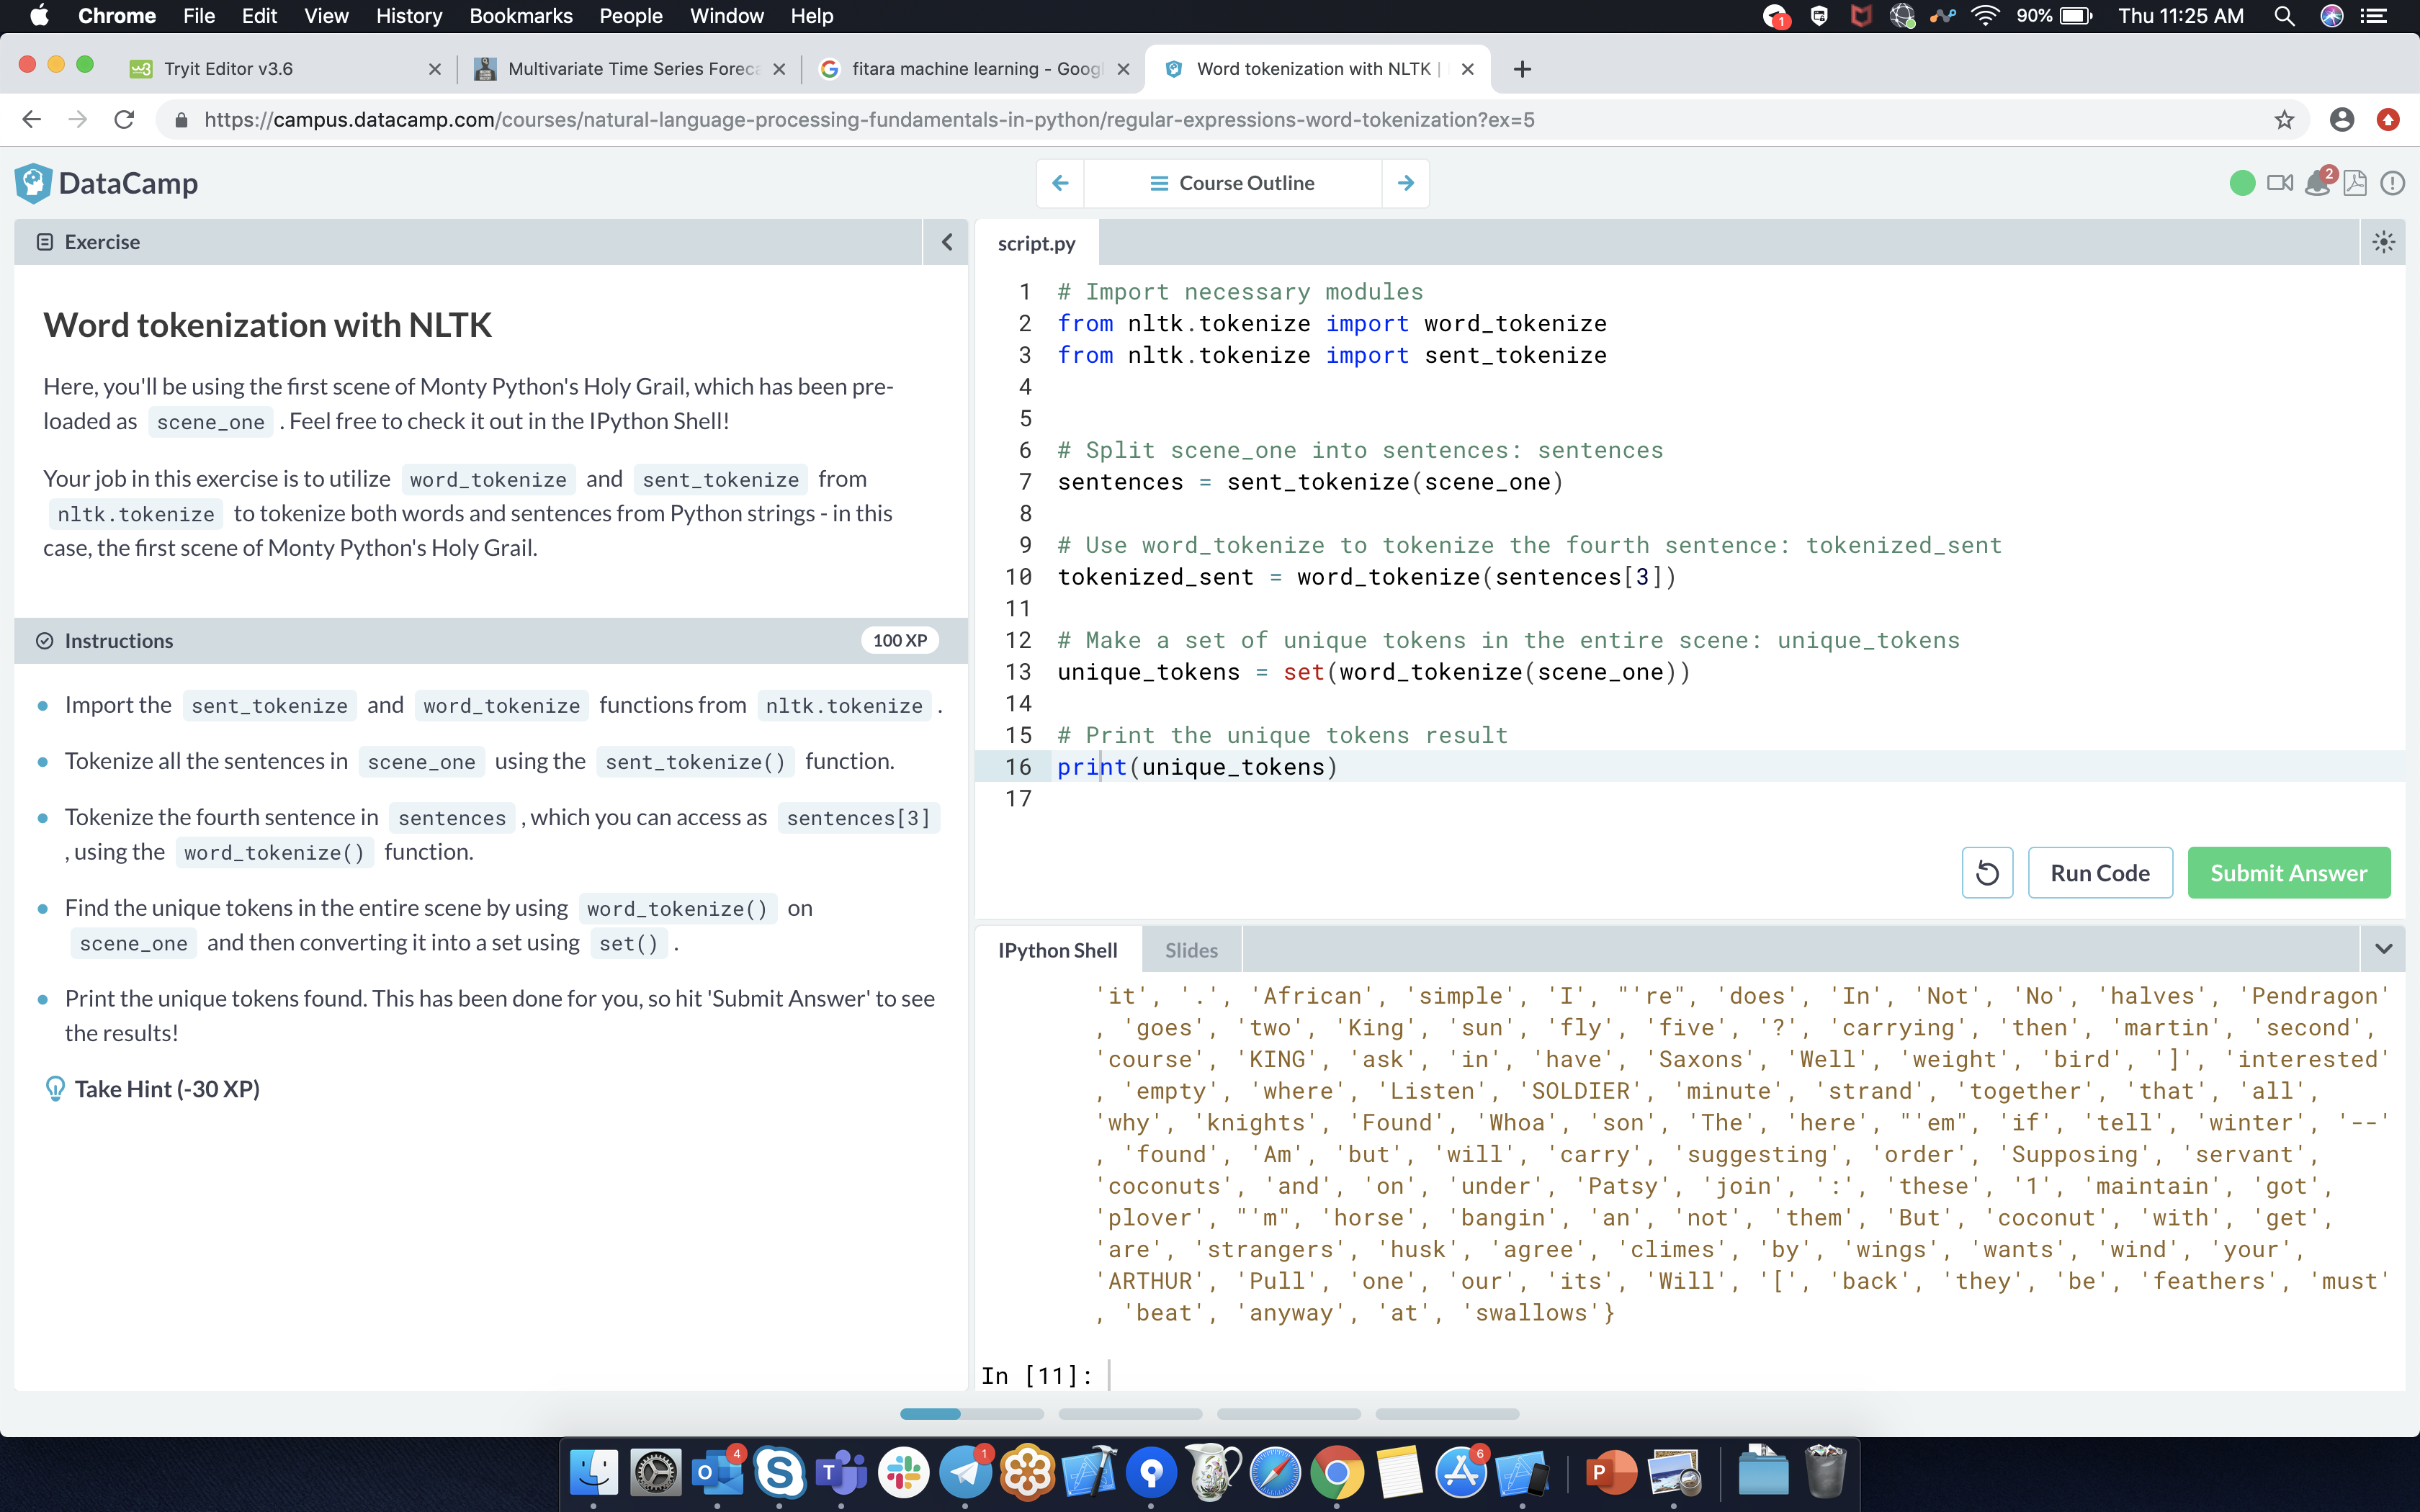 Chrome File Edit View History Bookmarks People Window Help
1 90% Thu 11:25 AM
Tryit Editor v3.6
Multivariate Time Series Foreca
fitara machine learning - Googl
Word tokenization with NLTK |
https://campus.datacamp.com/courses/natural-language-processing-fundamentals-in-python/regular-expressions-word-tokenization?ex=5
DataCamp
Course Outline
2
Exercise
Word tokenization with NLTK
Here, you'll be using the first scene of Monty Python's Holy Grail, which has been pre-
loaded as scene_one . Feel free to check it out in the IPython Shell!
Your job in this exercise is to utilize word_tokenize and sent_tokenize from
nltk.tokenize to tokenize both words and sentences from Python strings - in this
case, the first scene of Monty Python's Holy Grail.
Instructions
100 XP
Import the sent_tokenize and word_tokenize functions from nltk.tokenize .
Tokenize all the sentences in scene_one using the sent_tokenize() function.
Tokenize the fourth sentence in sentences , which you can access as sentences[3]
, using the word_tokenize() function.
Find the unique tokens in the entire scene by using word_tokenize() on
scene_one and then converting it into a set using set() .
Print the unique tokens found. This has been done for you, so hit 'Submit Answer' to see
the results!
Take Hint (-30 XP)
script.py
1 # Import necessary modules
2 from nltk.tokenize import word_tokenize
3 from nltk.tokenize import sent_tokenize
4
5
6 # Split scene_one into sentences: sentences
7 sentences = sent_tokenize(scene_one)
8
9 # Use word_tokenize to tokenize the fourth sentence: tokenized_sent
10 tokenized_sent = word_tokenize(sentences[3])
11
12 # Make a set of unique tokens in the entire scene: unique_tokens
13 unique_tokens = set(word_tokenize(scene_one))
14
15 # Print the unique tokens result
16 print(unique_tokens)
17
Run Code
Submit Answer
IPython Shell
Slides
'it', '.', 'African', 'simple', 'I', "'re", 'does', 'In', 'Not', 'No', 'halves', 'Pendragon'
, 'goes', 'two', 'King', 'sun', 'fly', 'five', '?', 'carrying', 'then', 'martin', 'second',
'course', 'KING', 'ask', 'in', 'have', 'Saxons', 'Well', 'weight', 'bird', ']', 'interested'
, 'empty', 'where', 'Listen', 'SOLDIER', 'minute', 'strand', 'together', 'that', 'all',
'why', 'knights', 'Found', 'Whoa', 'son', 'The', 'here', "'em", 'if', 'tell', 'winter', '--'
, 'found', 'Am', 'but', 'will', 'carry', 'suggesting', 'order', 'Supposing', 'servant',
'coconuts', 'and', 'on', 'under', 'Patsy', 'join', ':', 'these', '1', 'maintain', 'got',
'plover', "'m", 'horse', 'bangin', 'an', 'not', 'them', 'But', 'coconut', 'with', 'get',
'are', 'strangers', 'husk', 'agree', 'climes', 'by', 'wings', 'wants', 'wind', 'your',
'ARTHUR', 'Pull', 'one', 'our', 'its', 'Will', '[', 'back', 'they', 'be', 'feathers', 'must'
, 'beat', 'anyway', 'at', 'swallows'}
In [11]:
4 1 6